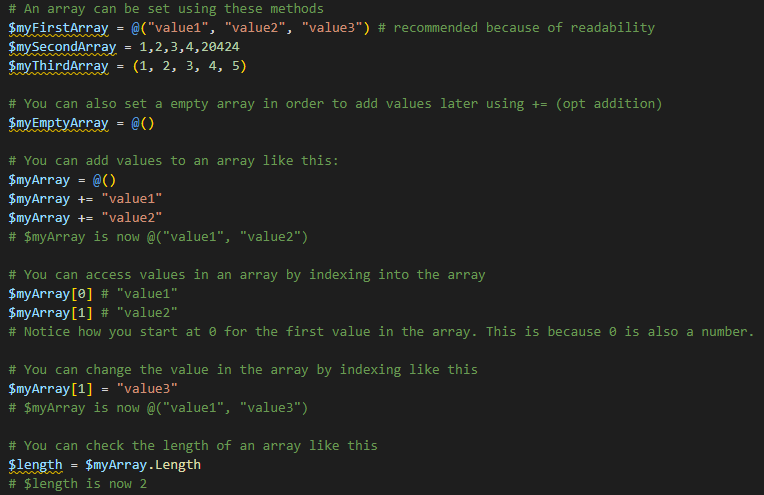 # An array can be set using these methods
$myFirstArray = @("value1", "value2", "value3") # recommended because of readability
$mySecondArray = 1,2,3,4,20424
$myThirdArray = (1, 2, 3, 4, 5)
# You can also set a empty array in order to add values later using += (opt addition)
$myEmptyArray = @()
# You can add values to an array like this:
$myArray = @()
$myArray += "value1"
$myArray += "value2"
# $myArray is now @("value1", "value2")
# You can access values in an array by indexing into the array
$myArray[0] # "value1"
$myArray[1] # "value2"
# Notice how you start at 0 for the first value in the array. This is because 0 is also a number.
# You can change the value in the array by indexing like this
$myArray[1] = "value3"
# $myArray is now @("value1", "value3")
# You can check the length of an array like this
$length = $myArray.Length
# $length is now 2